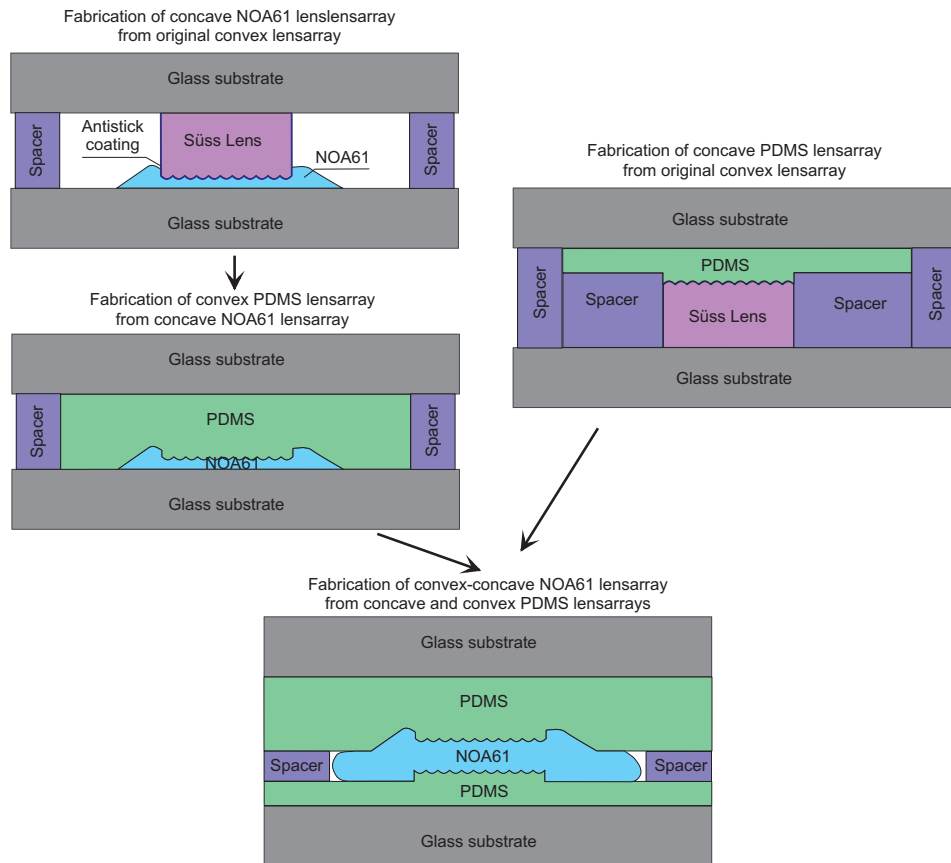 Fabrication of concave NOA61 lenslensarray
from original convex lensarray
Glass substrate
Spacer
Antistick
coating
Süss Lens
NOA61
Spacer
Glass substrate
Fabrication of convex PDMS lensarray
from concave NOA61 lensarray
Glass substrate
Spacer
PDMS
NOA61
Spacer
Glass substrate
Fabrication of concave PDMS lensarray
from original convex lensarray
Glass substrate
Spacer
PDMS
Spacer
Süss Lens
Spacer
Spacer
Glass substrate
Fabrication of convex-concave NOA61 lensarray
from concave and convex PDMS lensarrays
Glass substrate
PDMS
Spacer
NOA61
Spacer
PDMS
Glass substrate